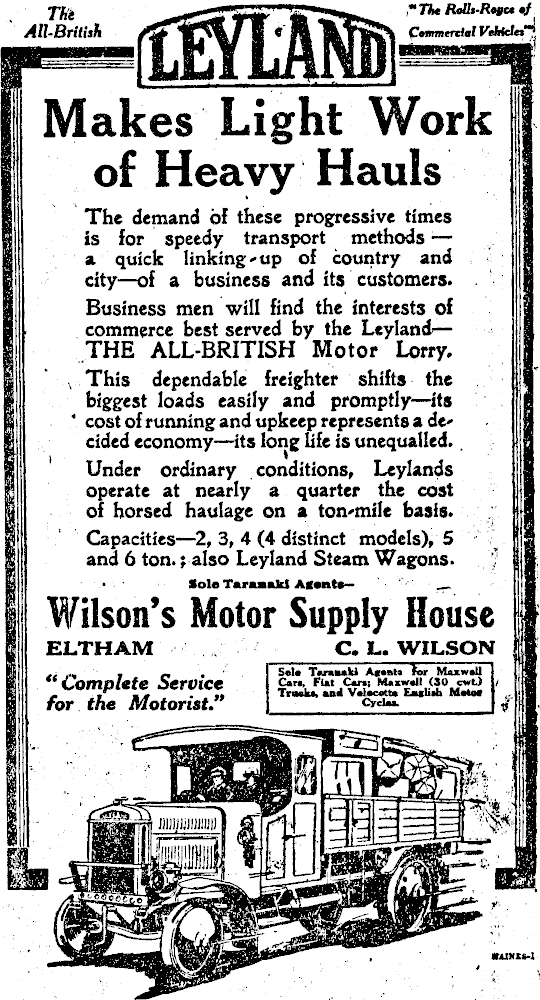 The
All-British
LEYLAND
"The Rolls-Royce of
Commercial Vehicles"
Makes Light Work
of Heavy Hauls
The demand of these progressive times
is for speedy transport methods —
a quick linking-up of country and
city—of a business and its customers.
Business men will find the interests of
commerce best served by the Leyland—
THE ALL-BRITISH Motor Lorry.
This dependable freighter shifts the
biggest loads easily and promptly—its
cost of running and upkeep represents a de-
cided economy—its long life is unequalled.
Under ordinary conditions, Leylands
operate at nearly a quarter the cost
of horsed haulage on a ton-mile basis.
Capacities—2, 3, 4 (4 distinct models), 5
and 6 ton.; also Leyland Steam Wagons.
Sole Taranaki Agents—
Wilson's Motor Supply House
ELTHAM C. L. WILSON
"Complete Service
for the Motorist."
Sole Taranaki Agents for Maxwell
Cars, Fiat Cars; Maxwell (30 cwt.)
Trucks, and Velocette English Motor
Cycles.
HAINES-1